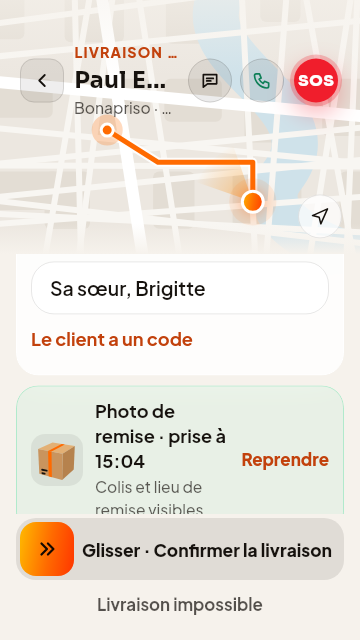 LIVRAISON …
Paul E…
Bonapriso · …
SOS
Sa sœur, Brigitte
Le client a un code
Photo de
remise · prise à
15:04
Reprendre
Colis et lieu de
remise visibles
Glisser · Confirmer la livraison
Livraison impossible